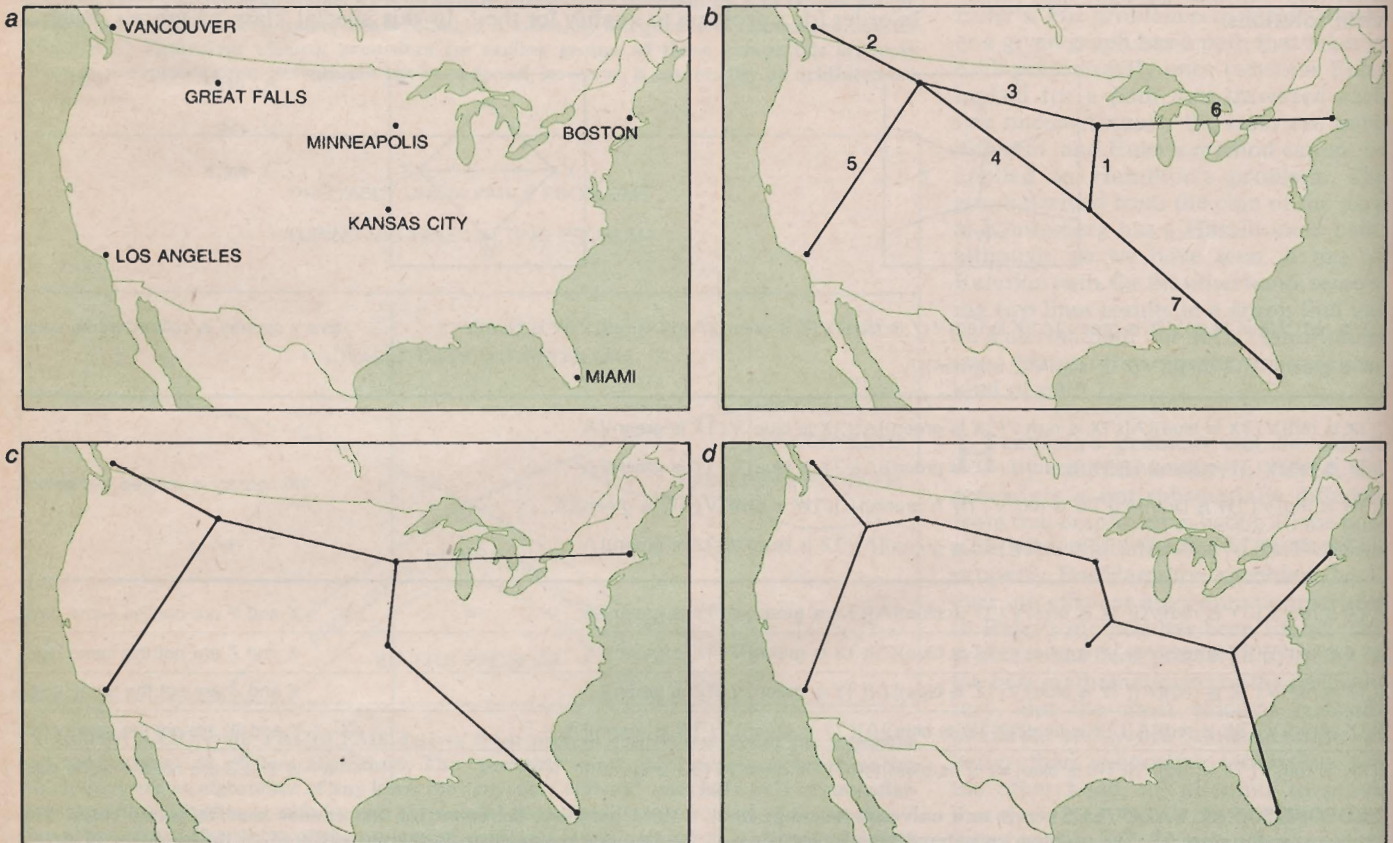 a
VANCOUVER
GREAT FALLS
MINNEAPOLIS
BOSTON
KANSAS CITY
LOS ANGELES
MIAMI
b
2
3
6
5
4
1
7
c
d